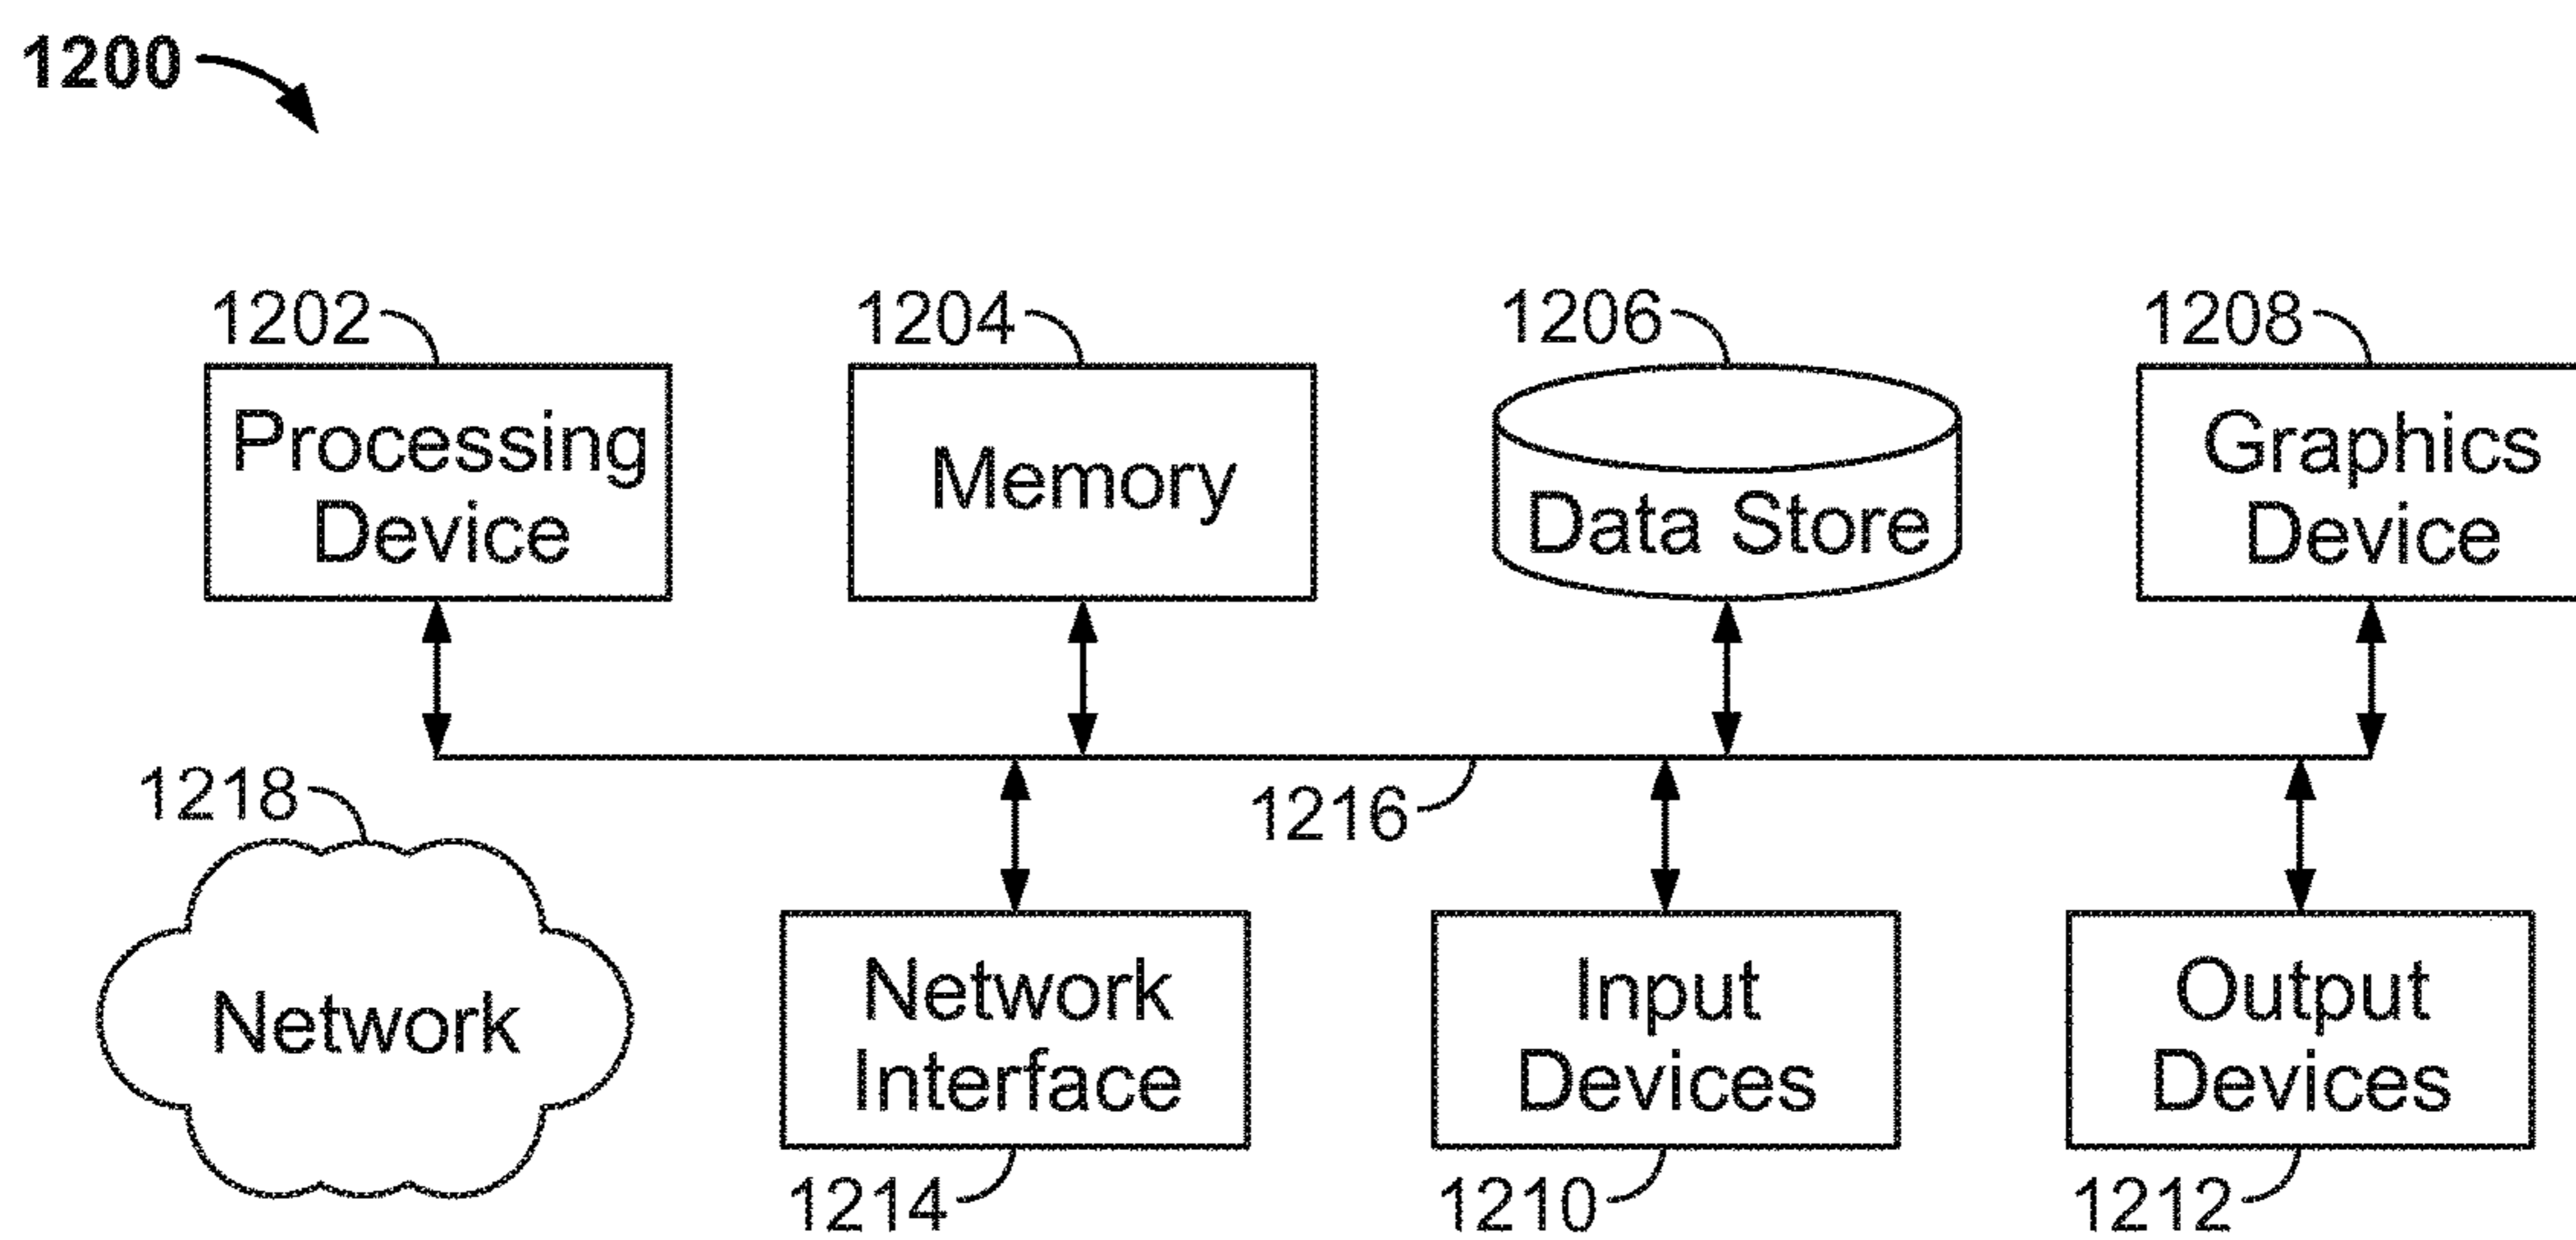 1200
1202
1204
1206
1208
Processing
Device
Memory
Data Store
Graphics
Device
1218
1216
Network
Network
Interface
Input
Devices
Output
Devices
1214
1210
1212